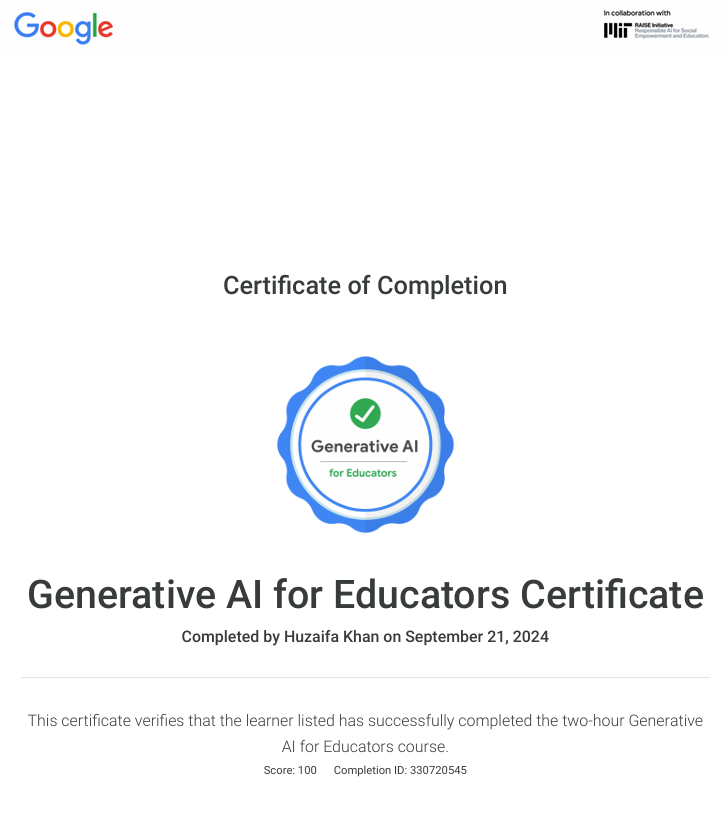 Google
In collaboration with
MIT RAISE Initiative
Responsible AI for Social
Empowerment and Education
Certificate of Completion
Generative AI
for Educators
Generative AI for Educators Certificate
Completed by Huzaifa Khan on September 21, 2024
This certificate verifies that the learner listed has successfully completed the two-hour Generative
AI for Educators course.
Score: 100 Completion ID: 330720545